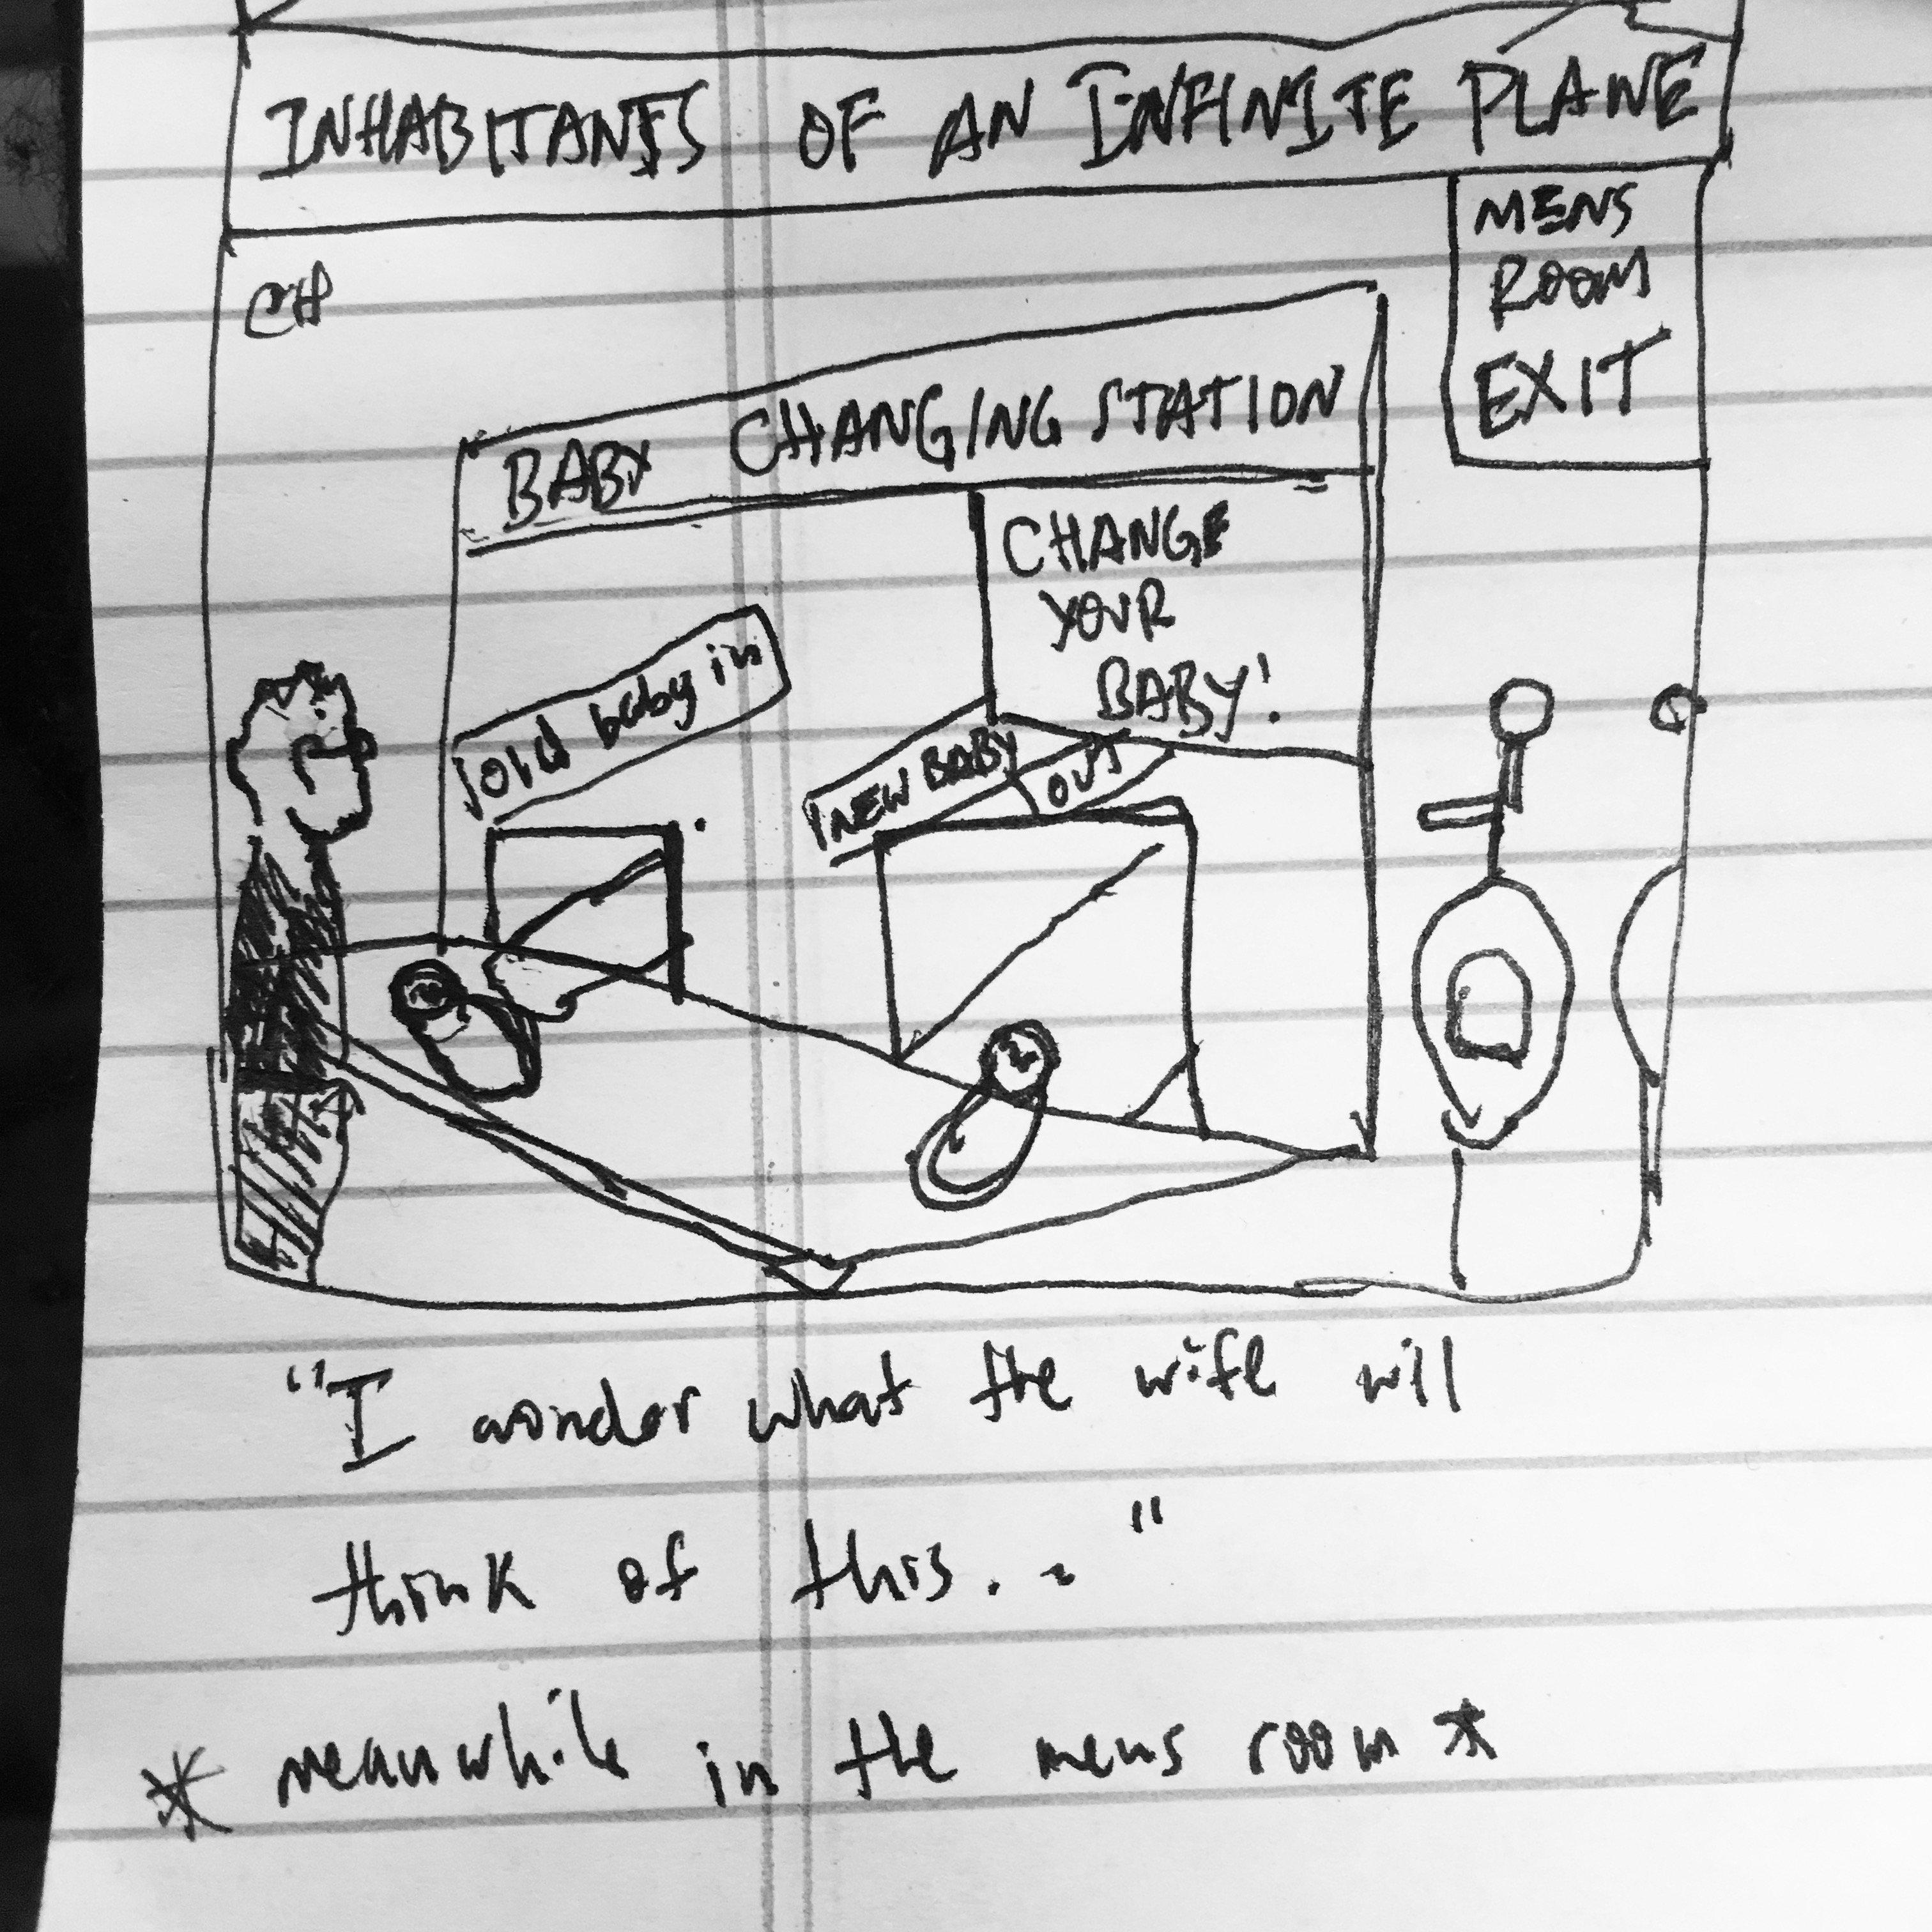 INHABITANTS OF AN INFINITE PLANE
CH
MENS
ROOM
EXIT
BABY CHANGING STATION
CHANGE
YOUR
BABY!
old baby in
NEW BABY
OUT
"I wonder what the wife will
think of this..."
* meanwhile in the mens room *